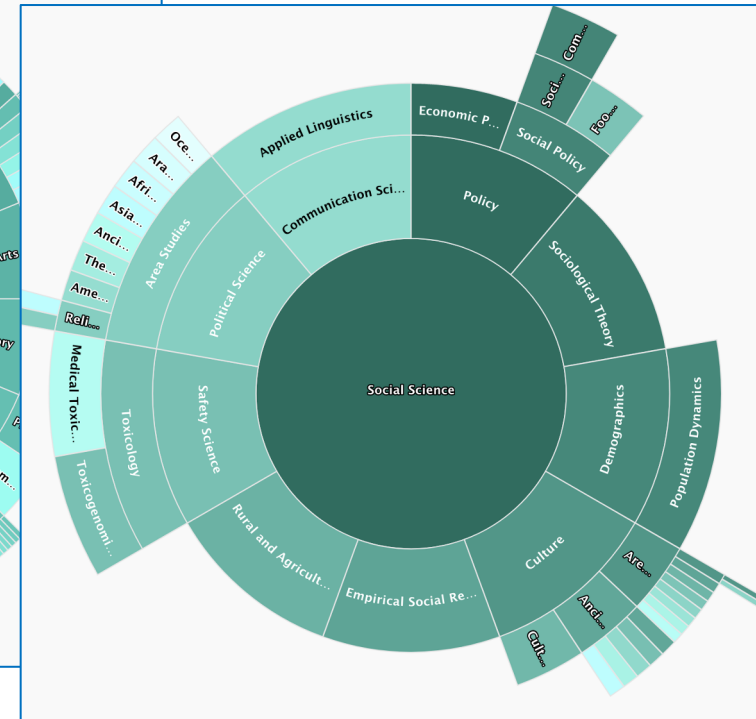 Social Science
Policy
Economic P...
Social Policy
Soci...
Com...
Foo...
Sociological Theory
Demographics
Population Dynamics
Culture
Are...
Anci...
Cult...
Empirical Social Re...
Rural and Agricult...
Safety Science
Toxicology
Toxicogenomi...
Medical Toxic...
Political Science
Area Studies
Reli...
Ame...
The...
Anci...
Asia...
Afri...
Ara...
Oce...
Communication Sci...
Applied Linguistics